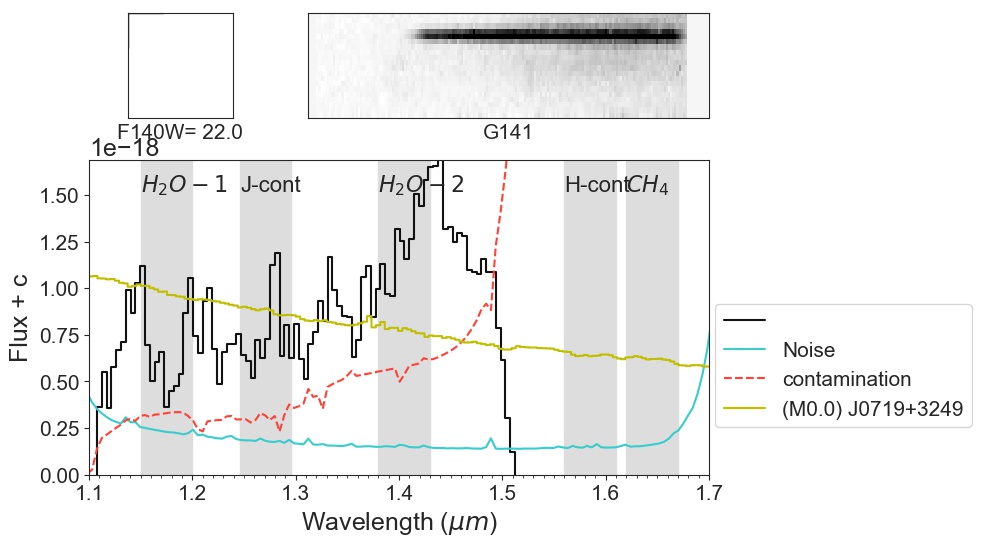 F140W= 22.0
G141
1e−18
H₂O − 1
J-cont
H₂O − 2
H-cont
CH₄
1.50
1.25
1.00
0.75
0.50
0.25
0.00
Flux + c
1.1
1.2
1.3
1.4
1.5
1.6
1.7
Wavelength (μm)
Noise
contamination
(M0.0) J0719+3249